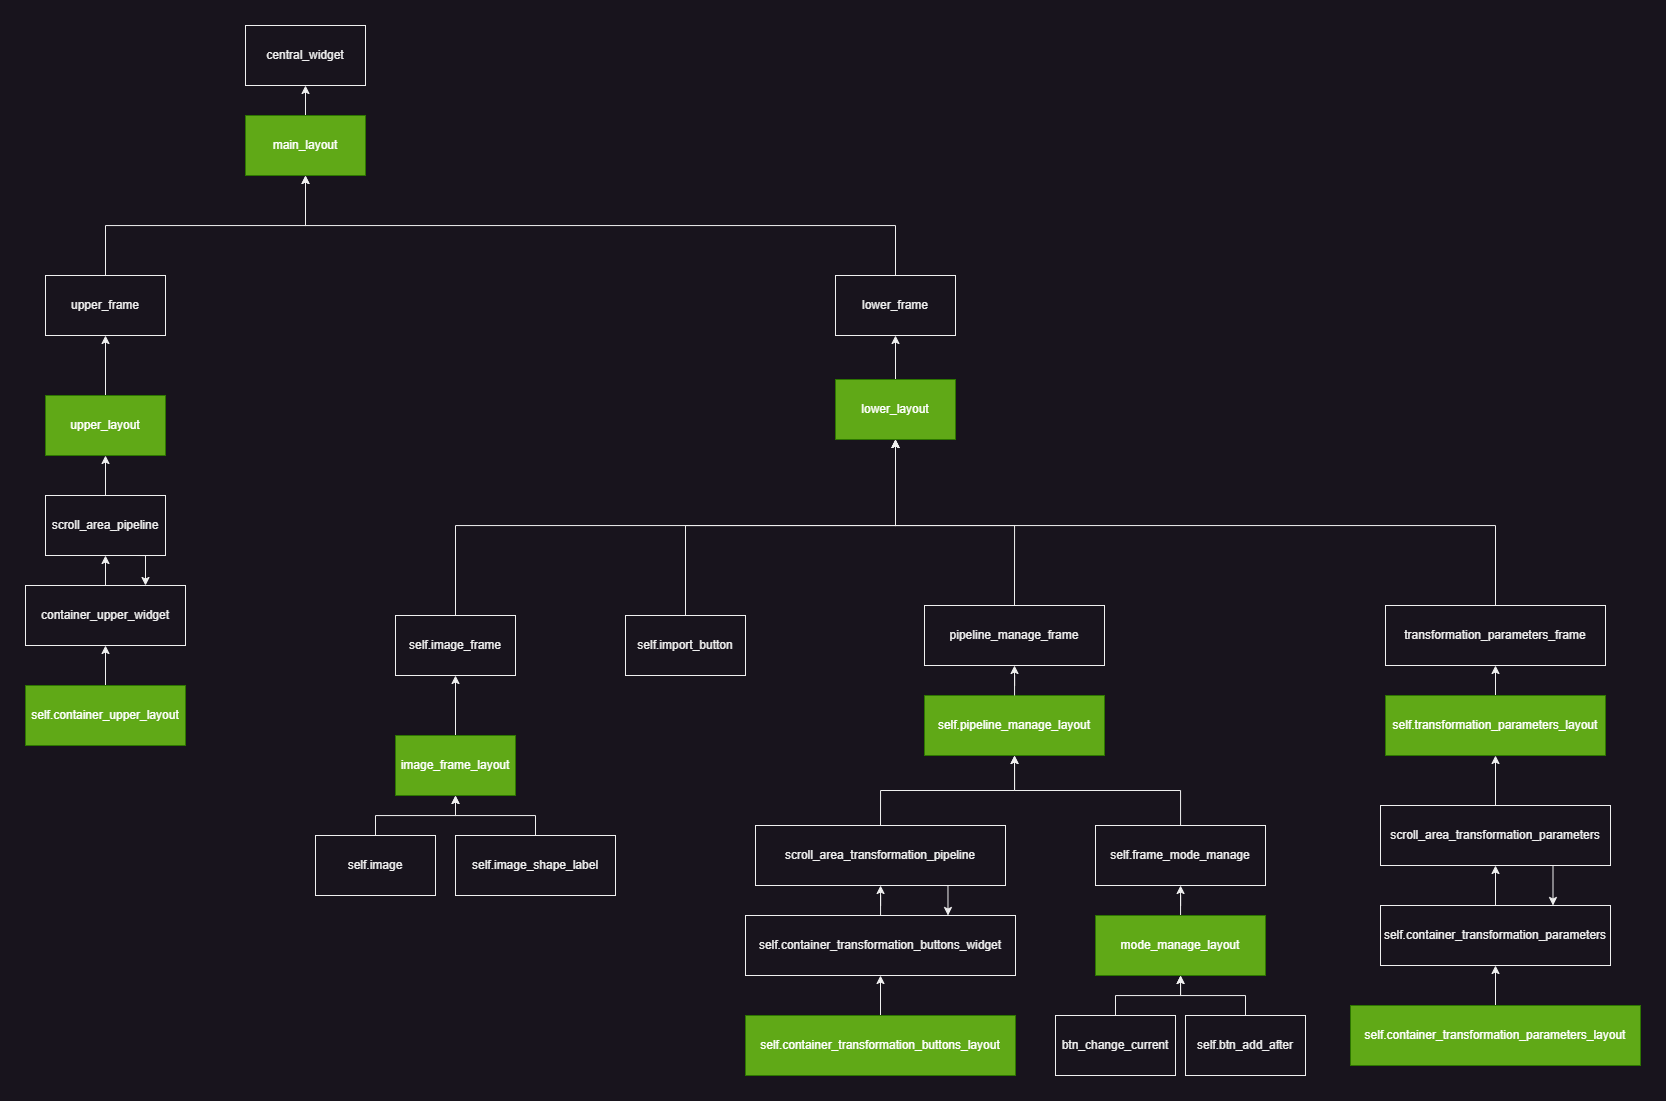 central_widget
main_layout
upper_frame
lower_frame
upper_layout
lower_layout
scroll_area_pipeline
container_upper_widget
self.container_upper_layout
self.image_frame
self.import_button
pipeline_manage_frame
transformation_parameters_frame
image_frame_layout
self.pipeline_manage_layout
self.transformation_parameters_layout
self.image
self.image_shape_label
scroll_area_transformation_pipeline
self.frame_mode_manage
scroll_area_transformation_parameters
self.container_transformation_buttons_widget
mode_manage_layout
self.container_transformation_parameters
self.container_transformation_buttons_layout
btn_change_current
self.btn_add_after
self.container_transformation_parameters_layout